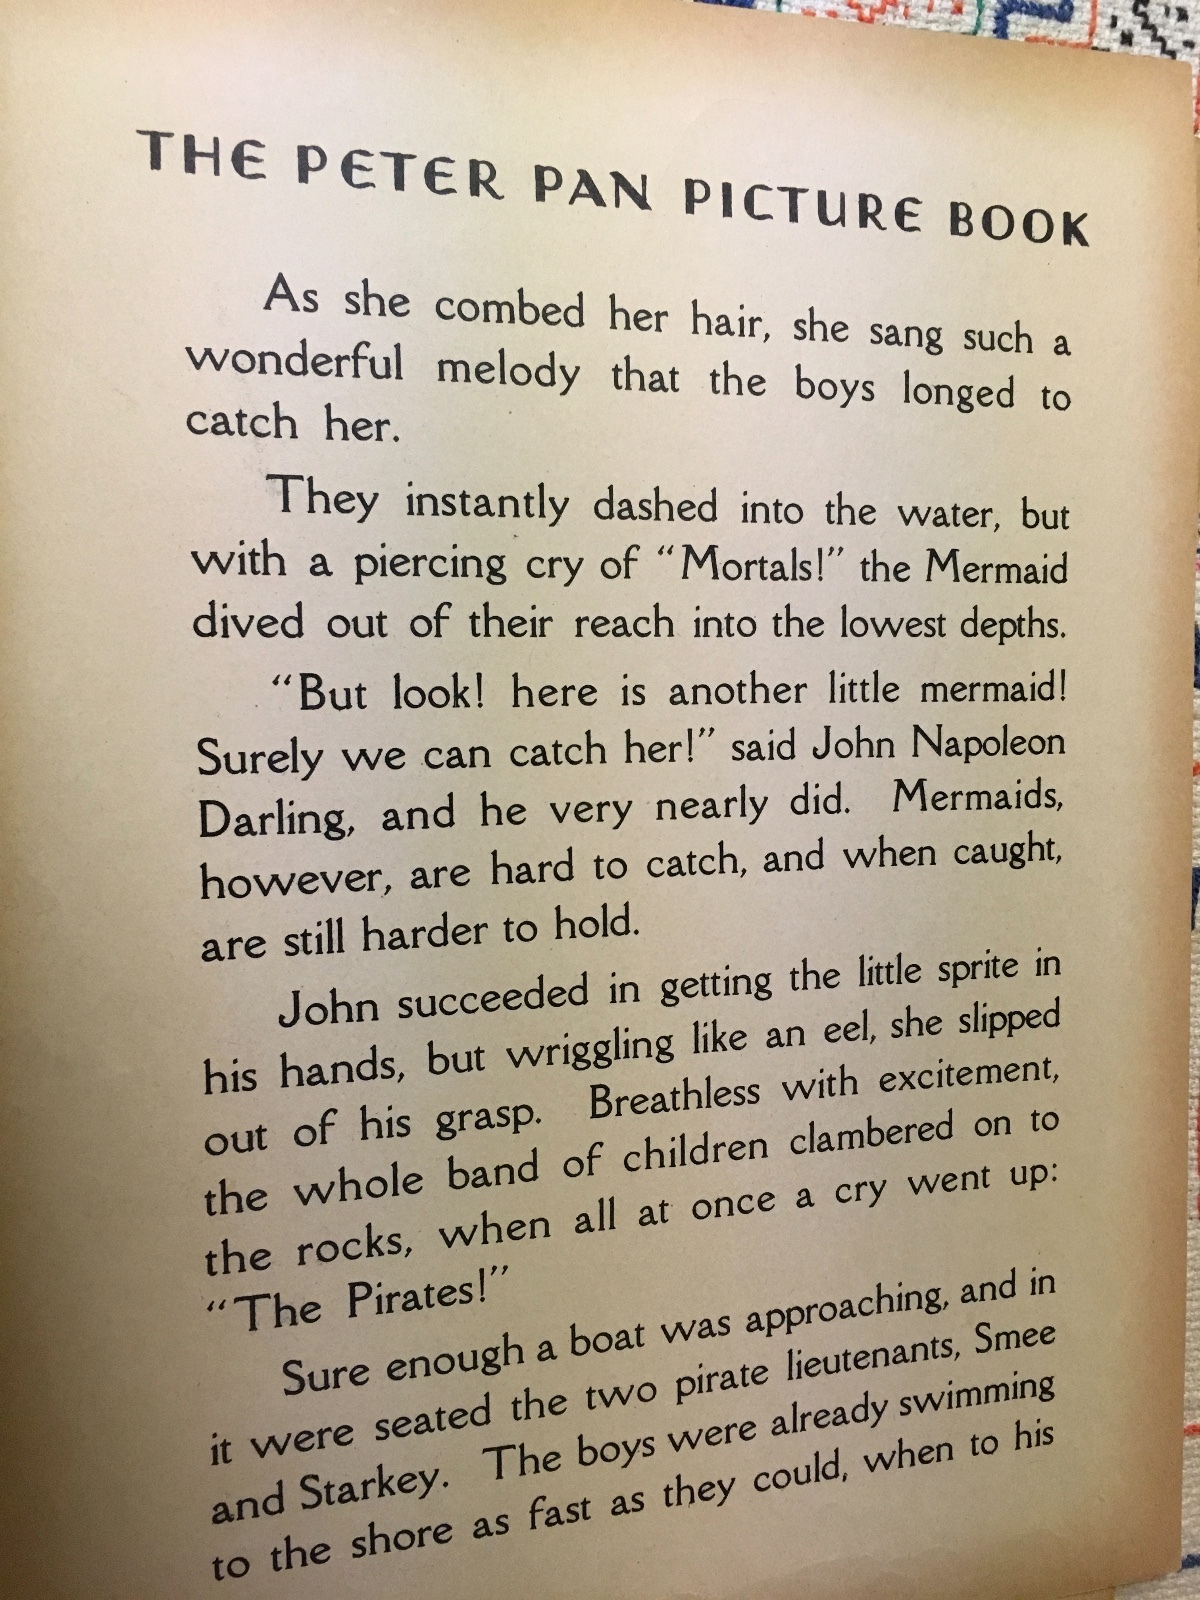 THE PETER PAN PICTURE BOOK
As she combed her hair, she sang such a
wonderful melody that the boys longed to
catch her.
They instantly dashed into the water, but
with a piercing cry of “Mortals!” the Mermaid
dived out of their reach into the lowest depths.
“But look! here is another little mermaid!
Surely we can catch her!” said John Napoleon
Darling, and he very nearly did. Mermaids,
however, are hard to catch, and when caught,
are still harder to hold.
John succeeded in getting the little sprite in
his hands, but wriggling like an eel, she slipped
out of his grasp. Breathless with excitement,
the whole band of children clambered on to
the rocks, when all at once a cry went up:
“The Pirates!”
Sure enough a boat was approaching, and in
it were seated the two pirate lieutenants, Smee
and Starkey. The boys were already swimming
to the shore as fast as they could, when to his